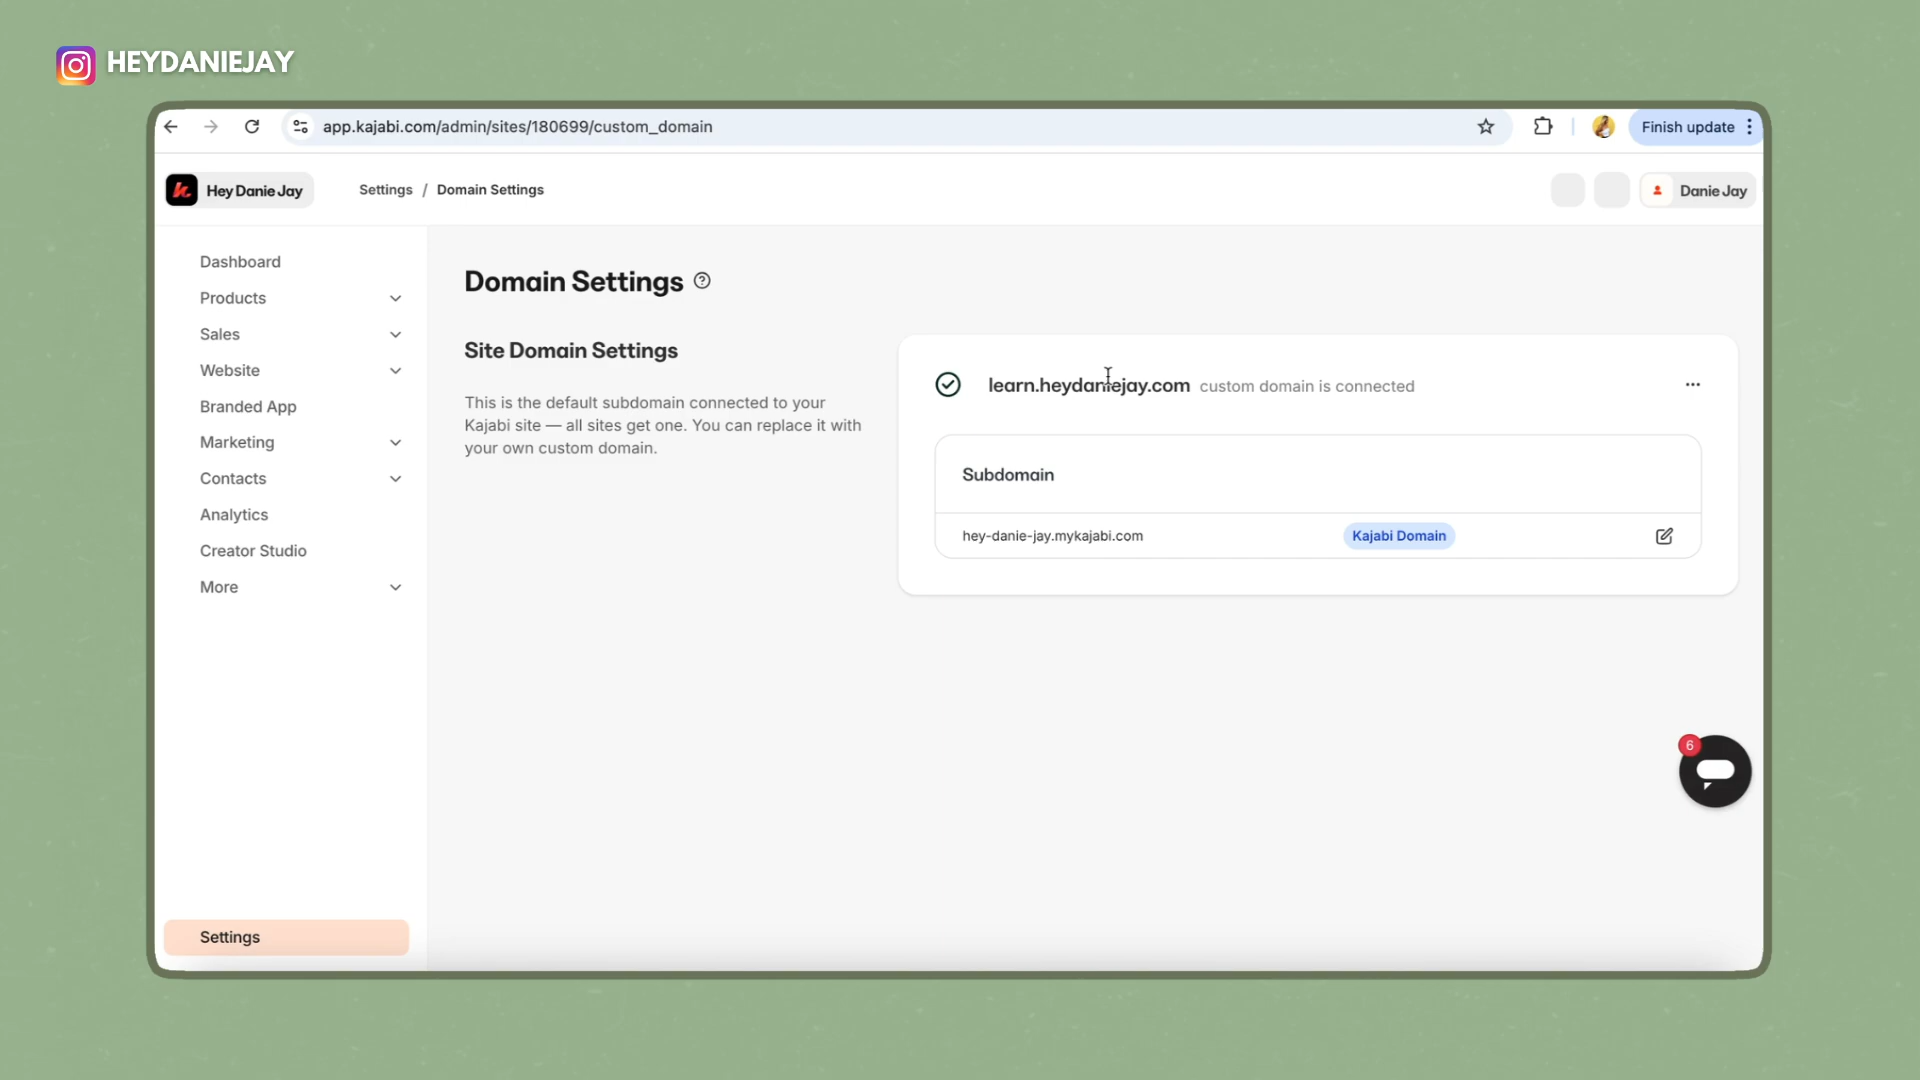 HEYDANIEJAY
app.kajabi.com/admin/sites/180699/custom_domain
Finish update
Hey Danie Jay
Settings / Domain Settings
Danie Jay
Dashboard
Products
Sales
Website
Branded App
Marketing
Contacts
Analytics
Creator Studio
More
Settings
Domain Settings
Site Domain Settings
This is the default subdomain connected to your
Kajabi site — all sites get one. You can replace it with
your own custom domain.
learn.heydaniejay.com custom domain is connected
Subdomain
hey-danie-jay.mykajabi.com Kajabi Domain
6